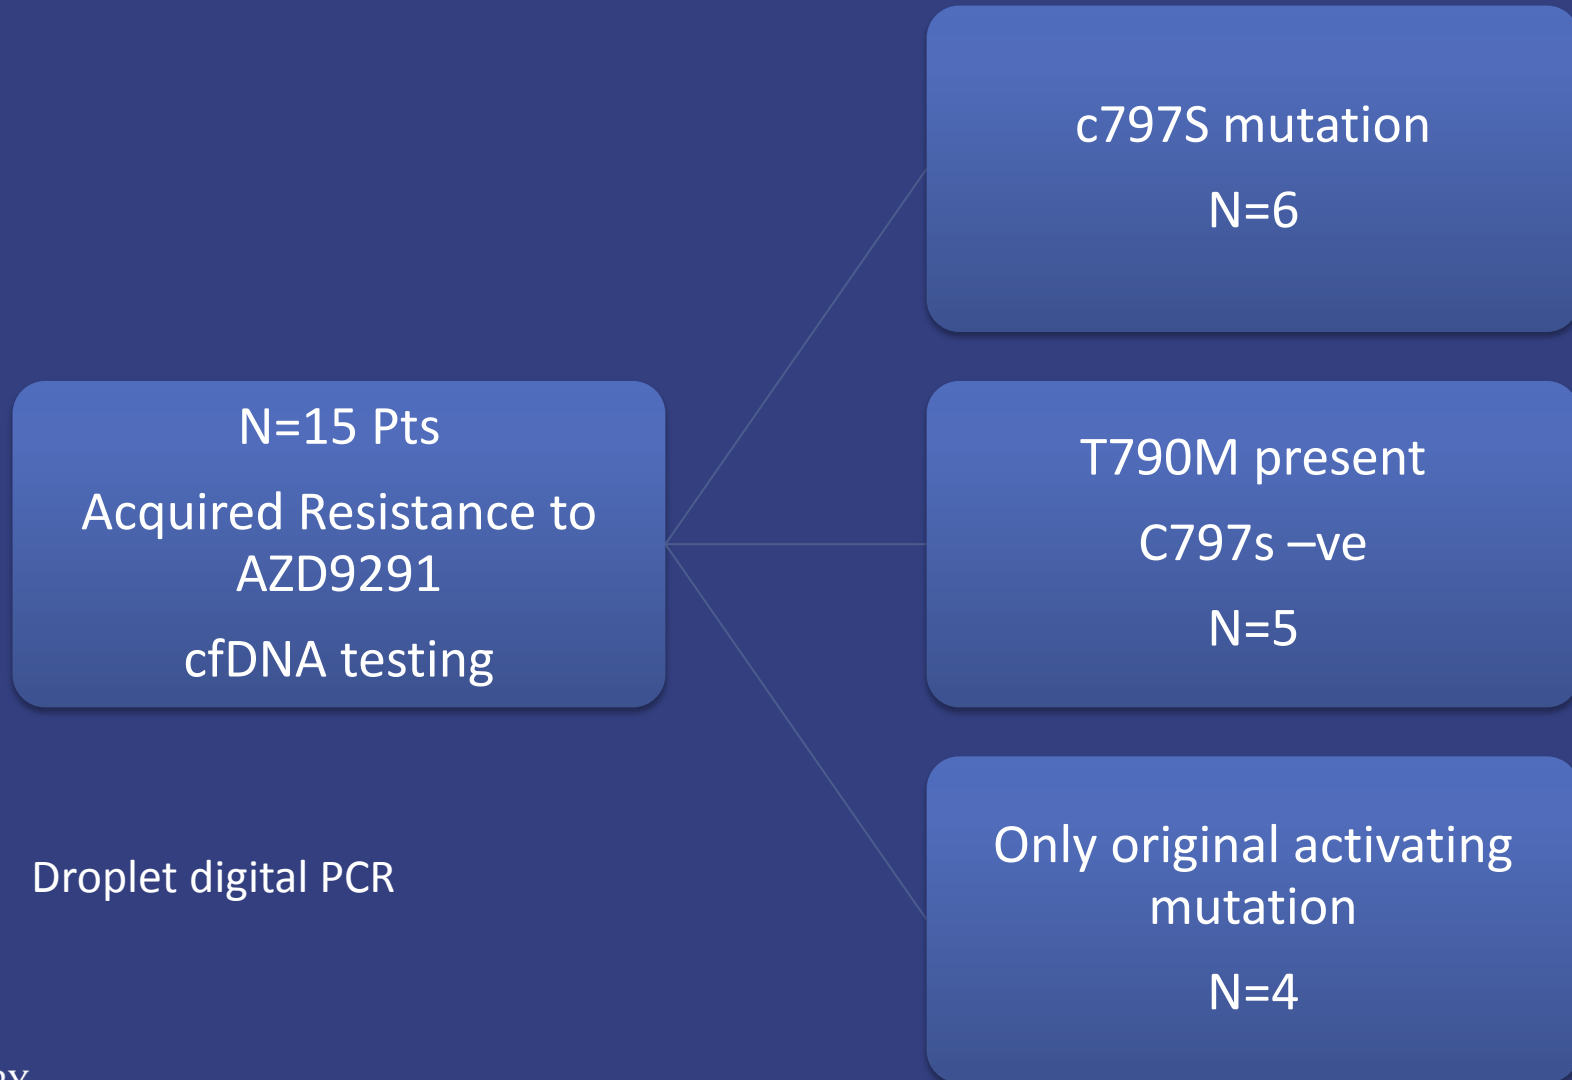 c797S mutation
N=6
N=15 Pts
Acquired Resistance to
AZD9291
cfDNA testing
T790M present
C797s –ve
N=5
Droplet digital PCR
Only original activating
mutation
N=4